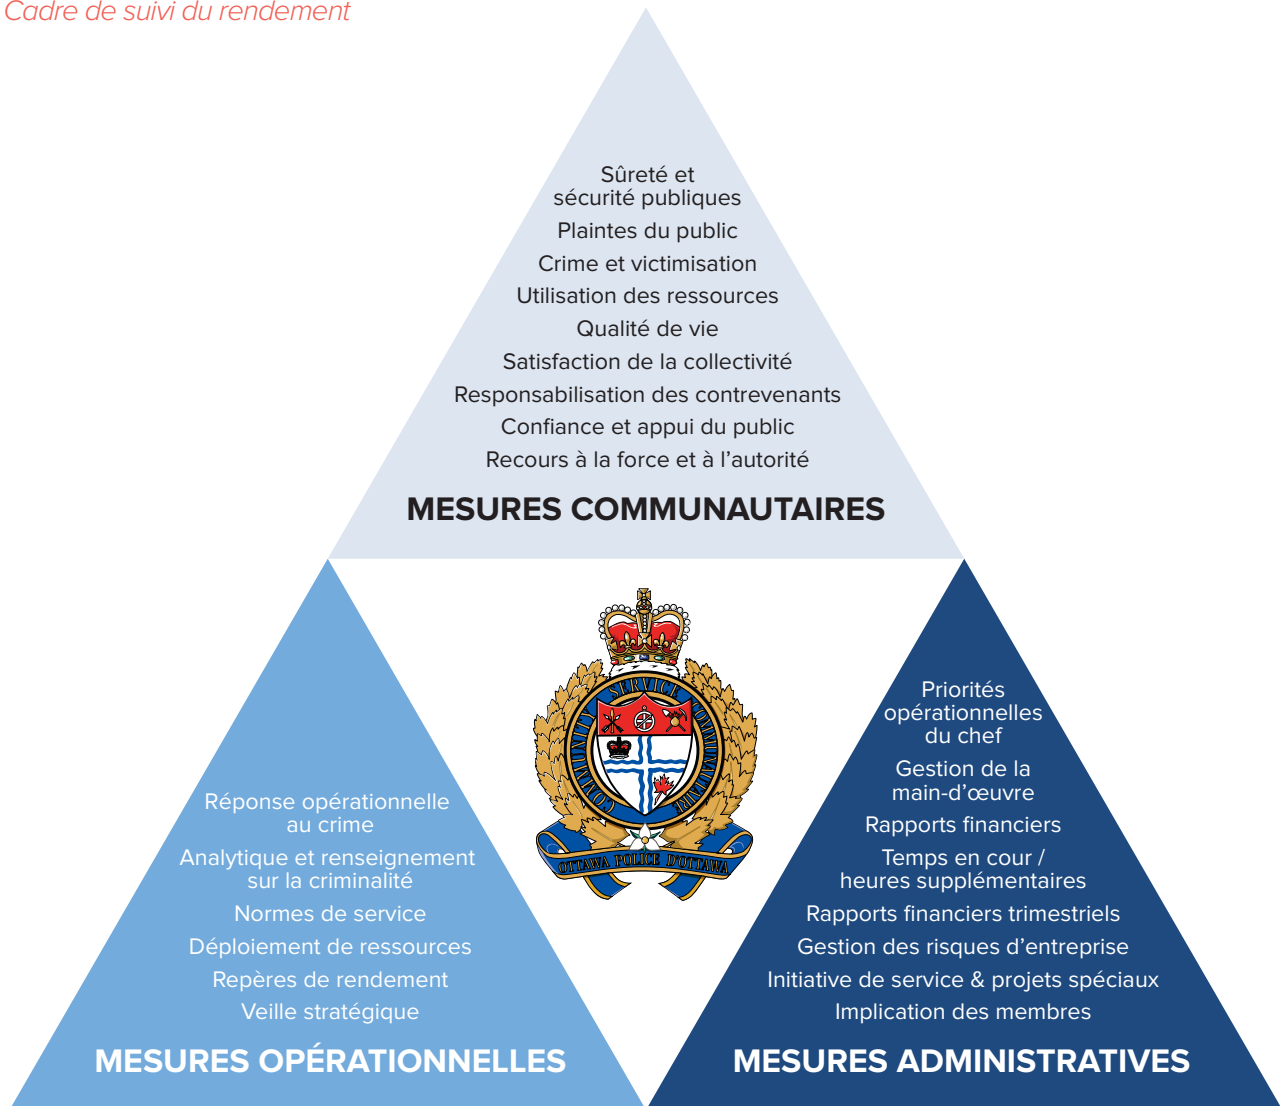 Cadre de suivi du rendement
Sûreté et
sécurité publiques
Plaintes du public
Crime et victimisation
Utilisation des ressources
Qualité de vie
Satisfaction de la collectivité
Responsabilisation des contrevenants
Confiance et appui du public
Recours à la force et à l’autorité
MESURES COMMUNAUTAIRES
COMMUNITY SERVICE COMMUNAUTAIRE
OTTAWA POLICE D'OTTAWA
Réponse opérationnelle
au crime
Analytique et renseignement
sur la criminalité
Normes de service
Déploiement de ressources
Repères de rendement
Veille stratégique
MESURES OPÉRATIONNELLES
Priorités
opérationnelles
du chef
Gestion de la
main-d’œuvre
Rapports financiers
Temps en cour /
heures supplémentaires
Rapports financiers trimestriels
Gestion des risques d’entreprise
Initiative de service & projets spéciaux
Implication des membres
MESURES ADMINISTRATIVES